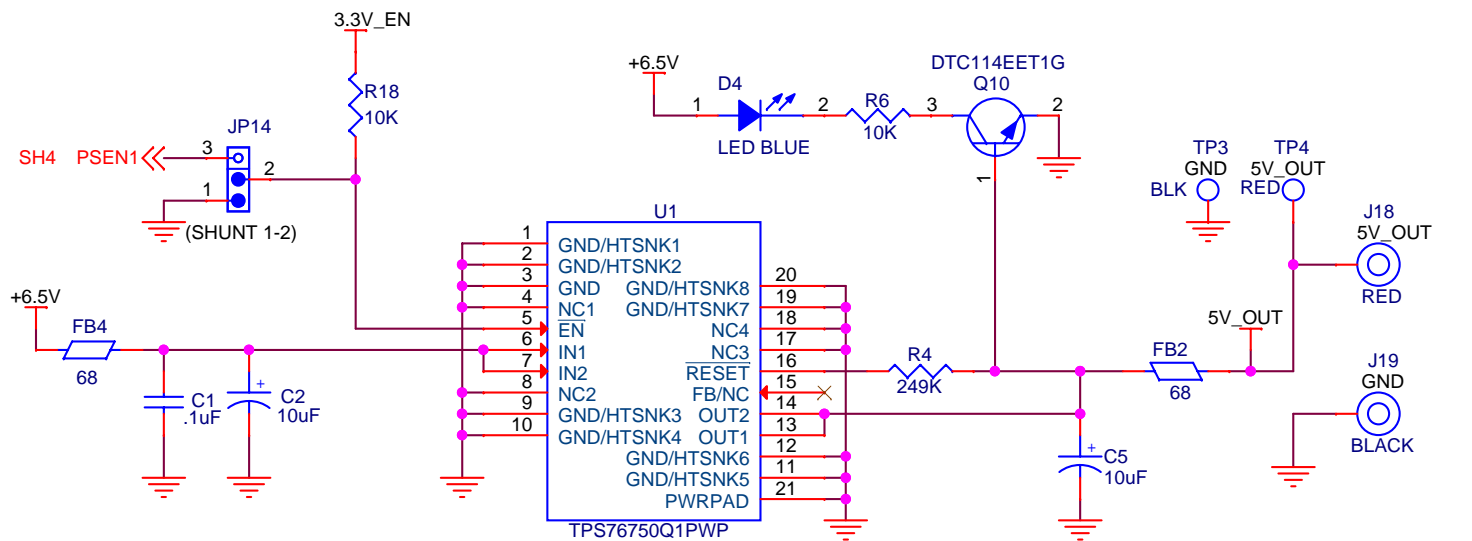 3.3V_EN
R18
10K
JP14
SH4 PSEN1
3
2
1
(SHUNT 1-2)
+6.5V
FB4
68
C1
.1uF
+
C2
10uF
+6.5V
D4
1
2
LED BLUE
R6
10K
DTC114EET1G
Q10
3
2
1
U1
1 GND/HTSNK1
2 GND/HTSNK2
3 GND
4 NC1
5 EN
6 IN1
7 IN2
8 NC2
9 GND/HTSNK3
10 GND/HTSNK4
GND/HTSNK8 20
GND/HTSNK7 19
NC4 18
NC3 17
RESET 16
FB/NC 15
OUT2 14
OUT1 13
GND/HTSNK6 12
GND/HTSNK5 11
PWRPAD 21
TPS76750Q1PWP
R4
249K
+
C5
10uF
FB2
68
5V_OUT
TP3
GND
BLK
TP4
5V_OUT
RED
J18
5V_OUT
RED
J19
GND
BLACK